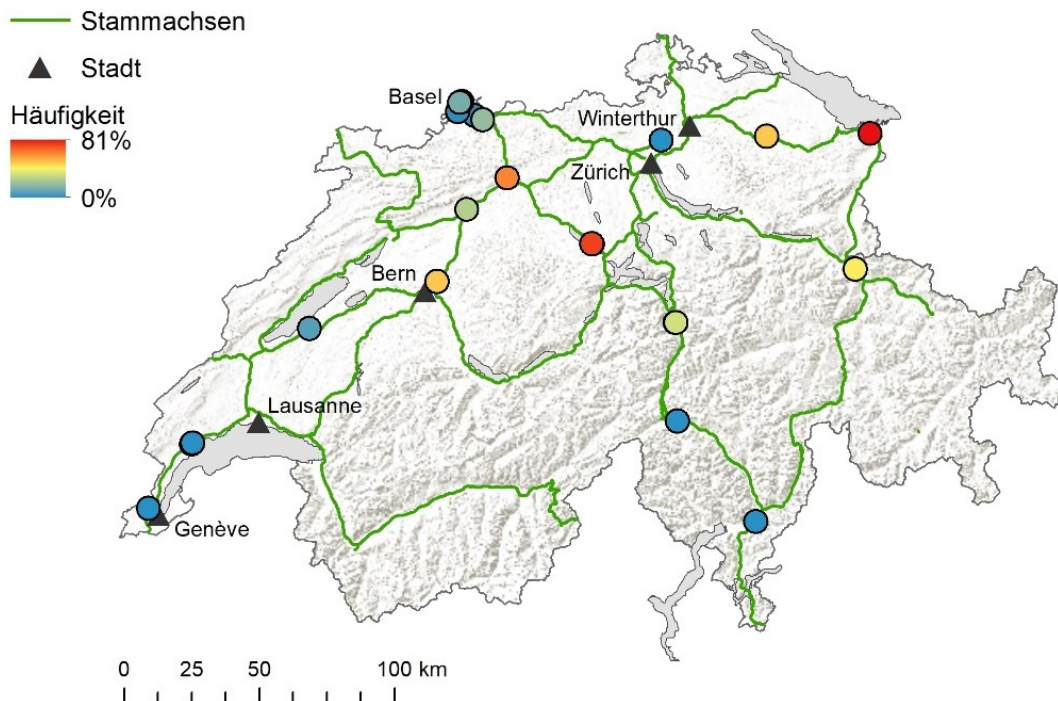 Stammachsen
Stadt
Häufigkeit
81%
0%
Basel
Winterthur
Zürich
Bern
Lausanne
Genève
0 25 50 100 km